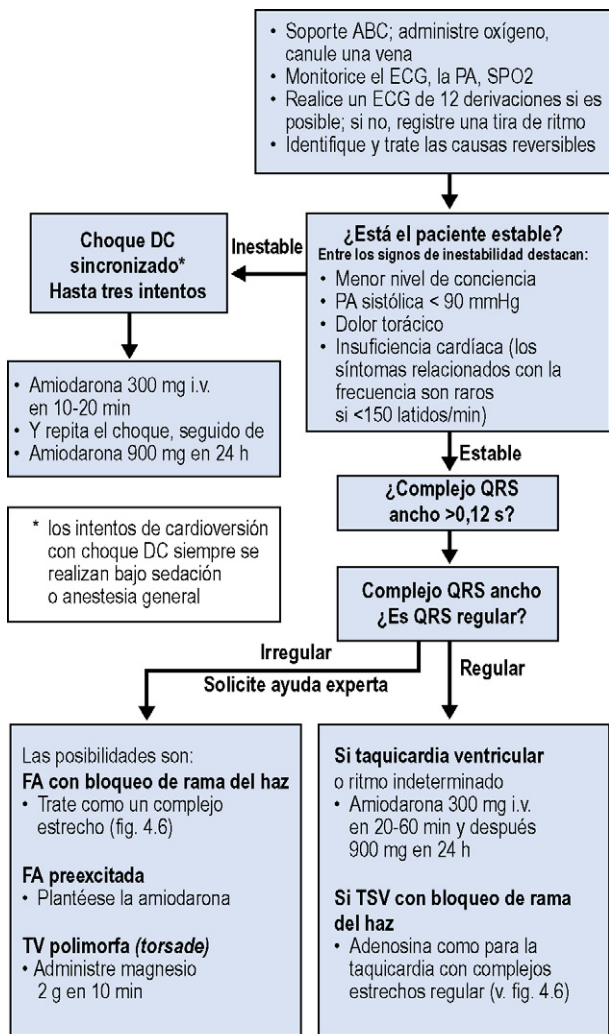 • Soporte ABC; administre oxígeno,
canule una vena
• Monitorice el ECG, la PA, SPO2
• Realice un ECG de 12 derivaciones si es
posible; si no, registre una tira de ritmo
• Identifique y trate las causas reversibles
¿Está el paciente estable?
Entre los signos de inestabilidad destacan:
• Menor nivel de conciencia
• PA sistólica < 90 mmHg
• Dolor torácico
• Insuficiencia cardíaca (los
síntomas relacionados con la
frecuencia son raros
si <150 latidos/min)
Inestable
Choque DC
sincronizado*
Hasta tres intentos
• Amiodarona 300 mg i.v.
en 10-20 min
• Y repita el choque, seguido de
• Amiodarona 900 mg en 24 h
* los intentos de cardioversión
con choque DC siempre se
realizan bajo sedación
o anestesia general
Estable
¿Complejo QRS
ancho >0,12 s?
Complejo QRS ancho
¿Es QRS regular?
Irregular
Solicite ayuda experta
Regular
Las posibilidades son:
FA con bloqueo de rama del haz
• Trate como un complejo
estrecho (fig. 4.6)
FA preexcitada
• Plantéese la amiodarona
TV polimorfa (torsade)
• Administre magnesio
2 g en 10 min
Si taquicardia ventricular
o ritmo indeterminado
• Amiodarona 300 mg i.v.
en 20-60 min y después
900 mg en 24 h
Si TSV con bloqueo de rama
del haz
• Adenosina como para la
taquicardia con complejos
estrechos regular (v. fig. 4.6)